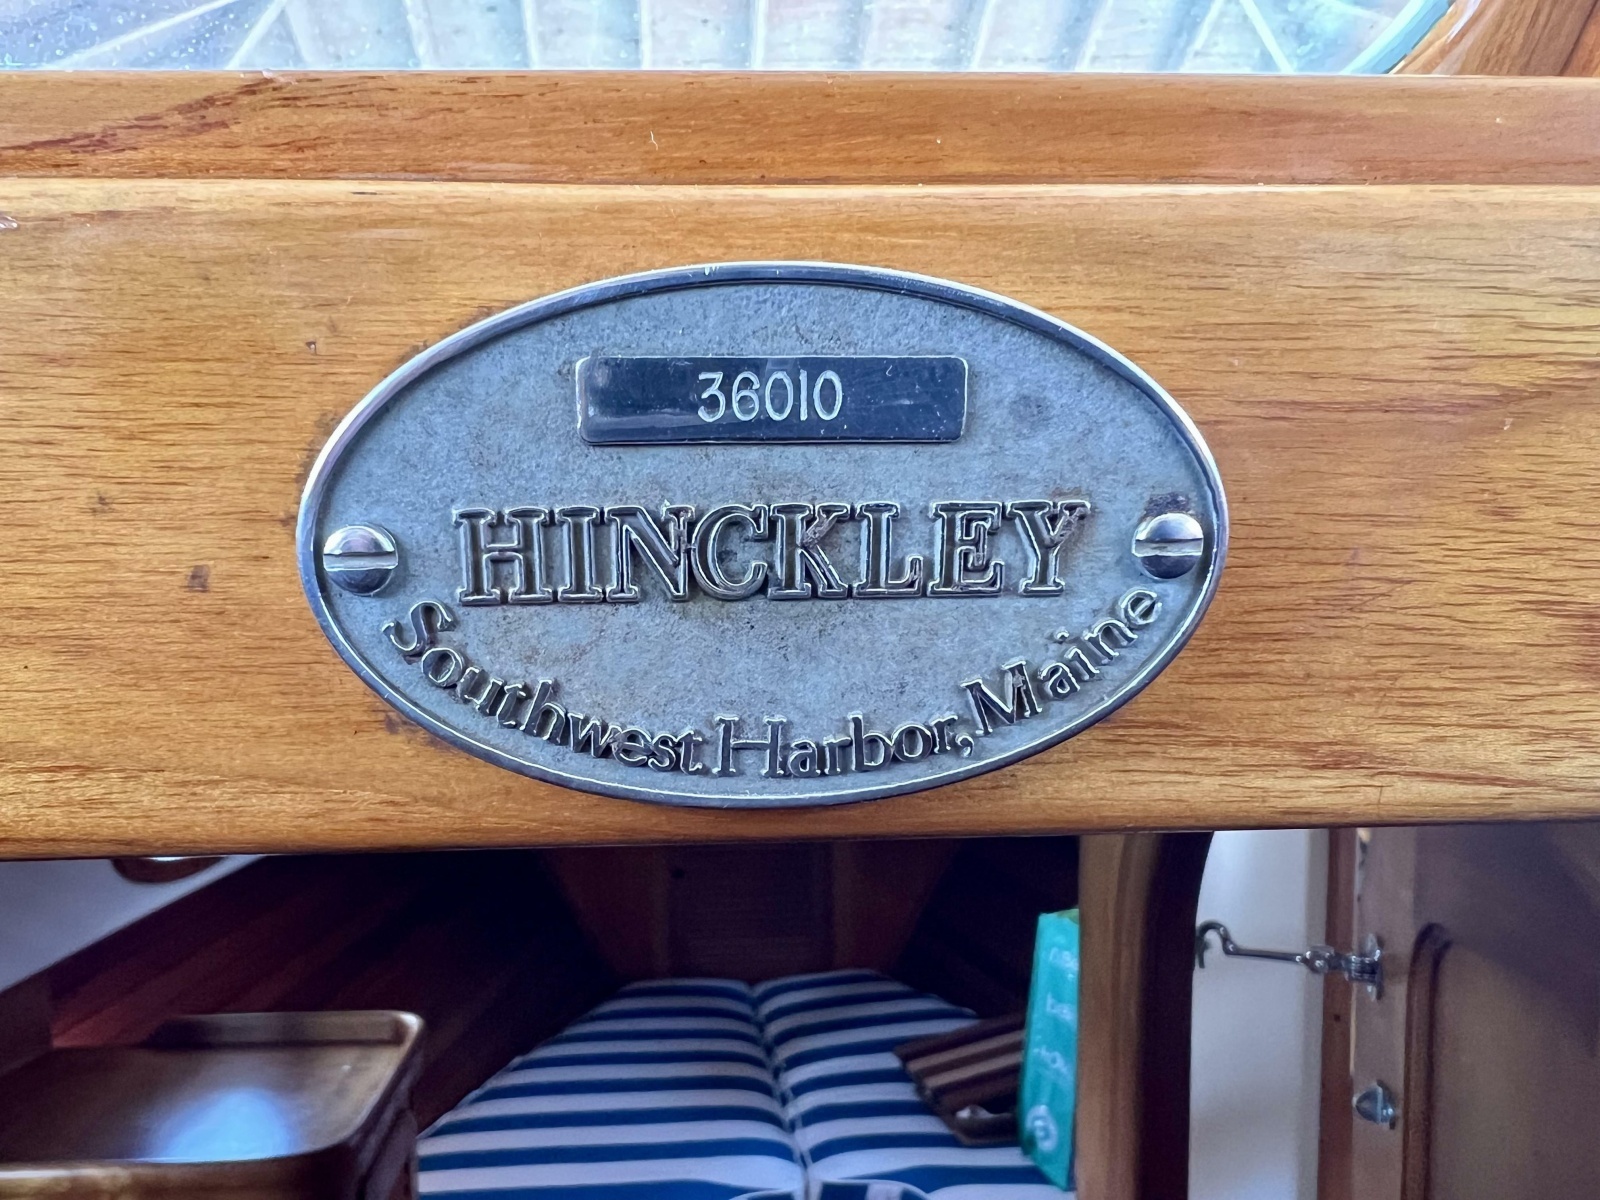 36010
HINCKLEY
Southwest Harbor, Maine